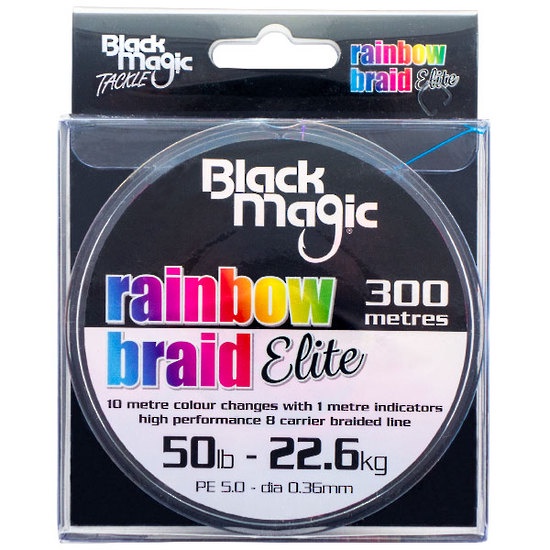 Black Magic TACKLE
rainbow braid Elite
Black Magic®
rainbow
braid Elite
300 metres
10 metre colour changes with 1 metre indicators
high performance 8 carrier braided line
50lb - 22.6kg
PE 5.0 - dia 0.36mm